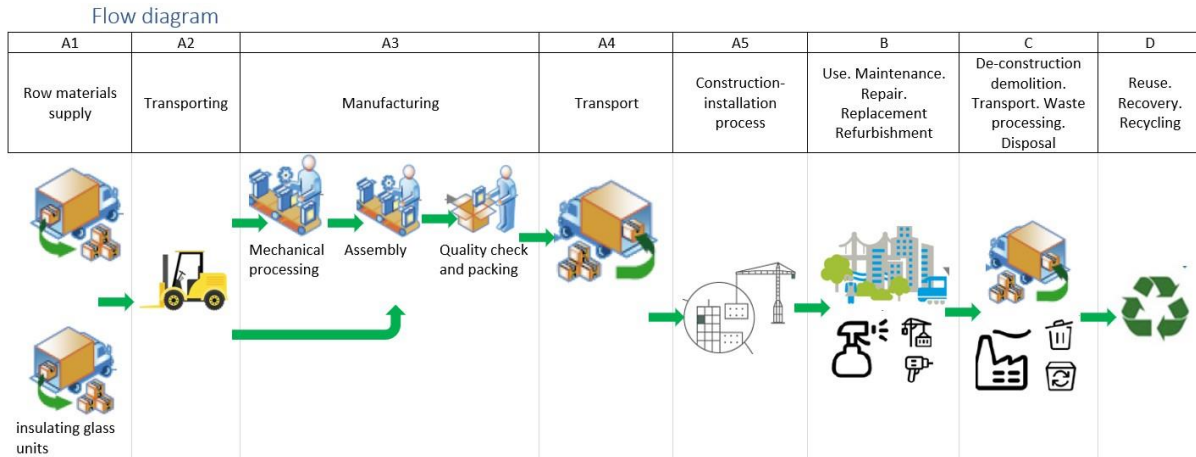 Flow diagram
A1
A2
A3
A4
A5
B
C
D
Row materials
supply
Transporting
Manufacturing
Transport
Construction-
installation
process
Use. Maintenance.
Repair.
Replacement
Refurbishment
De-construction
demolition.
Transport. Waste
processing.
Disposal
Reuse.
Recovery.
Recycling
Mechanical
processing
Assembly
Quality check
and packing
insulating glass
units